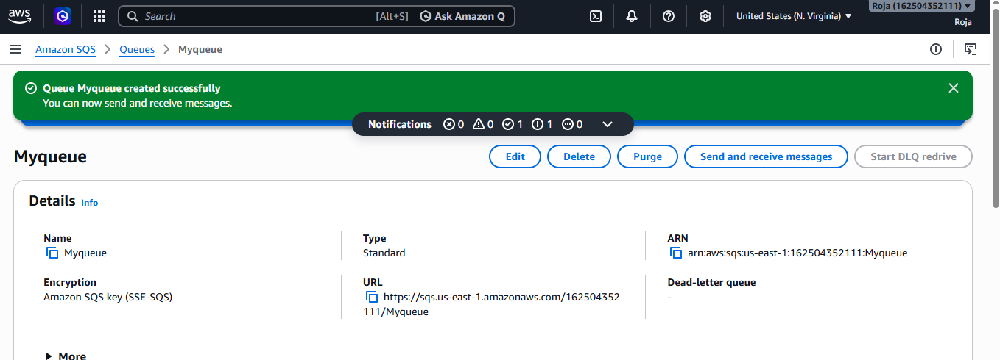 aws Search [Alt+S] Ask Amazon Q United States (N. Virginia) ▼ Roja (162504352111) ▼
Roja
Amazon SQS > Queues > Myqueue
Queue Myqueue created successfully
You can now send and receive messages.
Notifications 0 0 1 1 0
Myqueue Edit Delete Purge Send and receive messages Start DLQ redrive
Details Info
Name
Myqueue
Type
Standard
ARN
arn:aws:sqs:us-east-1:162504352111:Myqueue
Encryption
Amazon SQS key (SSE-SQS)
URL
https://sqs.us-east-1.amazonaws.com/162504352
111/Myqueue
Dead-letter queue
-
More